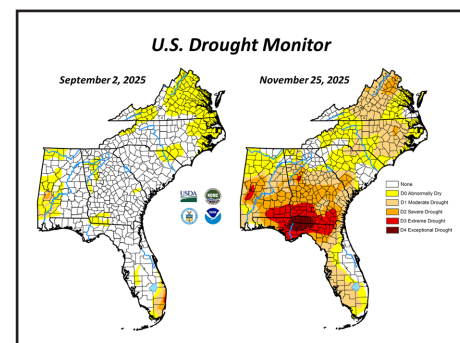 U.S. Drought Monitor
September 2, 2025
November 25, 2025
USDA
None
D0 Abnormally Dry
D1 Moderate Drought
D2 Severe Drought
D3 Extreme Drought
D4 Exceptional Drought